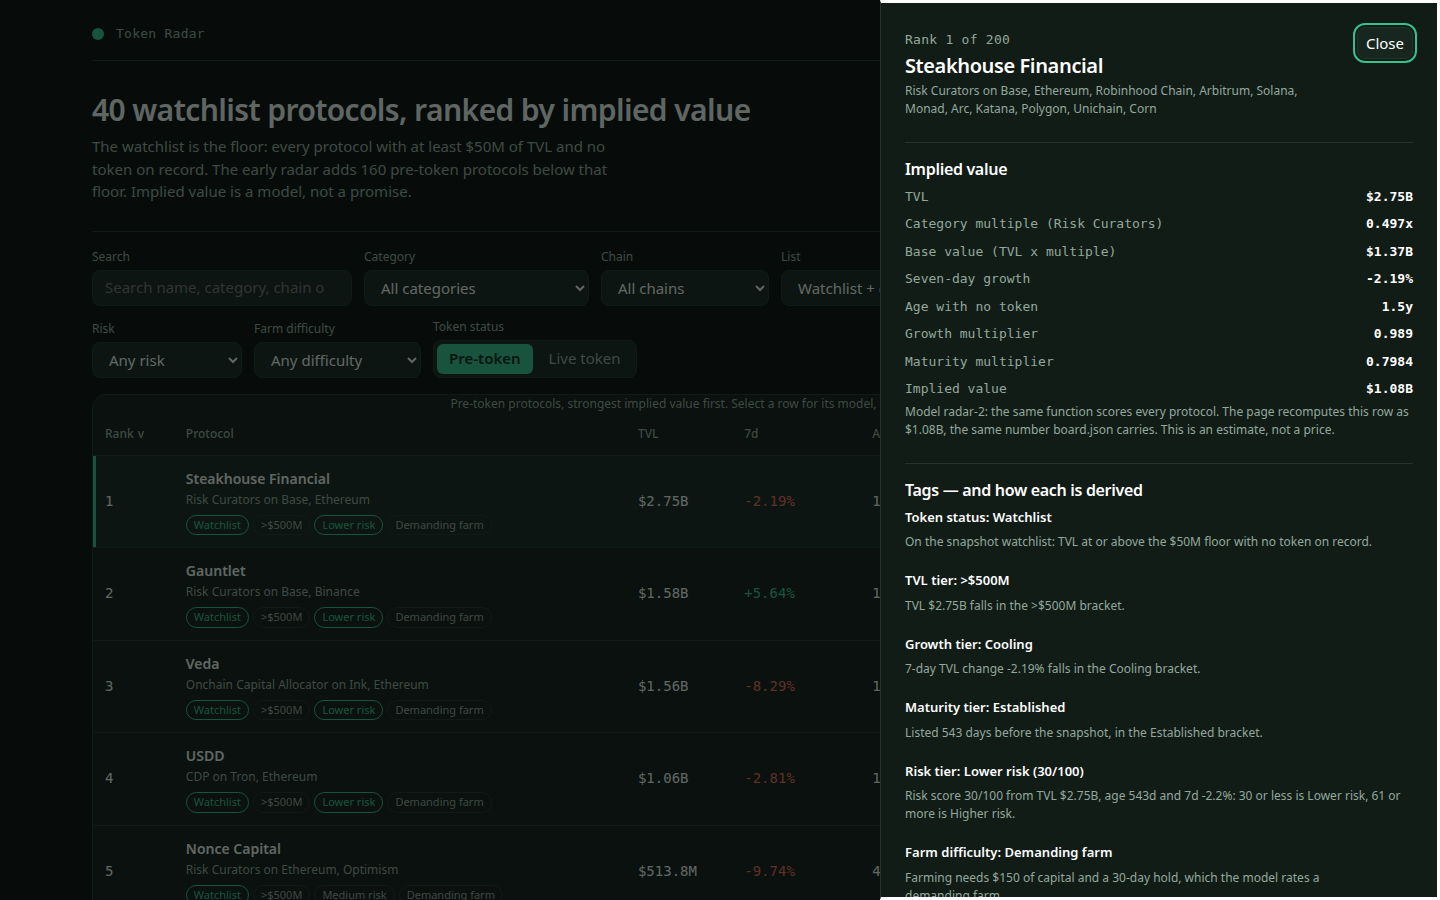 Token Radar
40 watchlist protocols, ranked by implied value
The watchlist is the floor: every protocol with at least $50M of TVL and no
token on record. The early radar adds 160 pre-token protocols below that
floor. Implied value is a model, not a promise.
Search
Category
Chain
List
Search name, category, chain o
All categories
All chains
Watchlist +
Risk
Farm difficulty
Token status
Any risk
Any difficulty
Pre-token
Live token
Pre-token protocols, strongest implied value first. Select a row for its model,
Rank v
Protocol
TVL
7d
A
1
Steakhouse Financial
Risk Curators on Base, Ethereum
Watchlist
>$500M
Lower risk
Demanding farm
$2.75B
-2.19%
1
2
Gauntlet
Risk Curators on Base, Binance
Watchlist
>$500M
Lower risk
Demanding farm
$1.58B
+5.64%
1
3
Veda
Onchain Capital Allocator on Ink, Ethereum
Watchlist
>$500M
Lower risk
Demanding farm
$1.56B
-8.29%
1
4
USDD
CDP on Tron, Ethereum
Watchlist
>$500M
Lower risk
Demanding farm
$1.06B
-2.81%
1
5
Nonce Capital
Risk Curators on Ethereum, Optimism
Watchlist
>$500M
Medium risk
Demanding farm
$513.8M
-9.74%
4
Rank 1 of 200
Close
Steakhouse Financial
Risk Curators on Base, Ethereum, Robinhood Chain, Arbitrum, Solana,
Monad, Arc, Katana, Polygon, Unichain, Corn
Implied value
TVL $2.75B
Category multiple (Risk Curators) 0.497x
Base value (TVL x multiple) $1.37B
Seven-day growth -2.19%
Age with no token 1.5y
Growth multiplier 0.989
Maturity multiplier 0.7984
Implied value $1.08B
Model radar-2: the same function scores every protocol. The page recomputes this row as
$1.08B, the same number board.json carries. This is an estimate, not a price.
Tags — and how each is derived
Token status: Watchlist
On the snapshot watchlist: TVL at or above the $50M floor with no token on record.
TVL tier: >$500M
TVL $2.75B falls in the >$500M bracket.
Growth tier: Cooling
7-day TVL change -2.19% falls in the Cooling bracket.
Maturity tier: Established
Listed 543 days before the snapshot, in the Established bracket.
Risk tier: Lower risk (30/100)
Risk score 30/100 from TVL $2.75B, age 543d and 7d -2.2%: 30 or less is Lower risk, 61 or
more is Higher risk.
Farm difficulty: Demanding farm
Farming needs $150 of capital and a 30-day hold, which the model rates a
demanding farm.